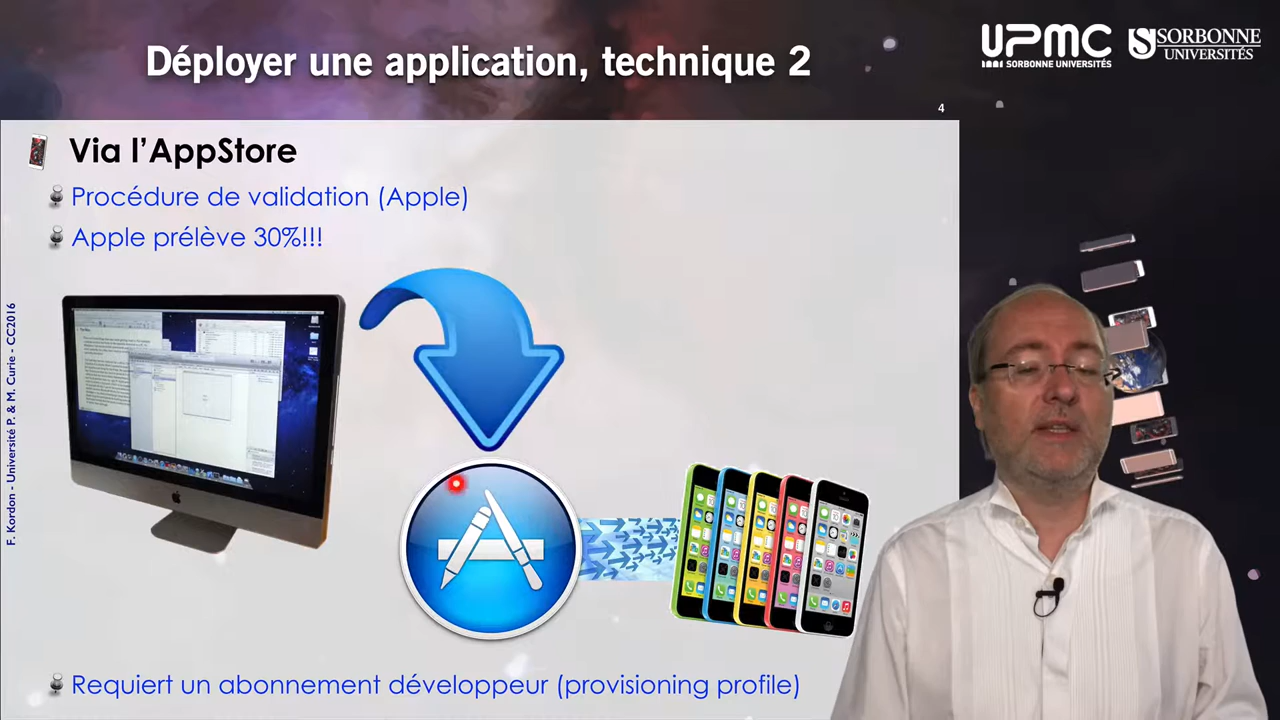 Déployer une application, technique 2
UPMC
SORBONNE UNIVERSITÉS
SORBONNE
UNIVERSITÉS
4
Via l'AppStore
Procédure de validation (Apple)
Apple prélève 30%!!!
F. Kordon - Université P. & M. Curie - CC2016
Requiert un abonnement développeur (provisioning profile)